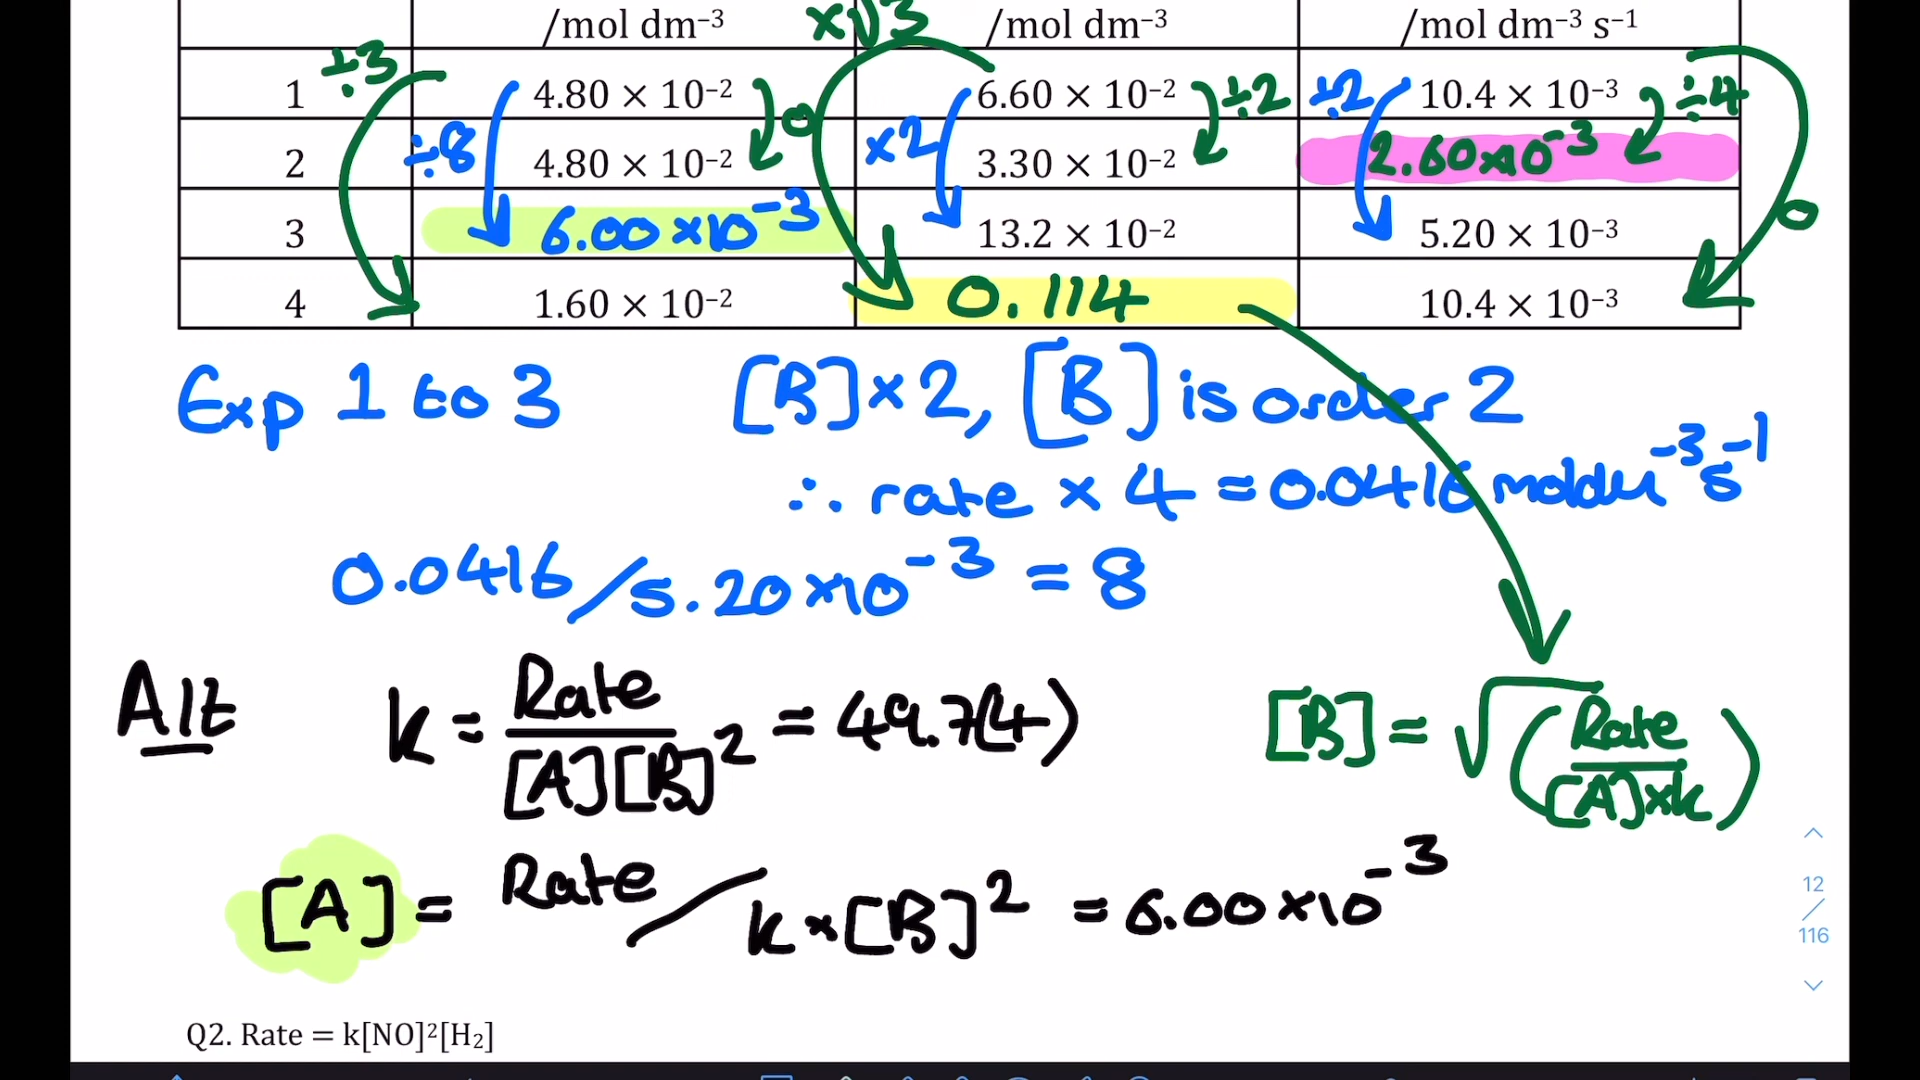 /mol dm⁻³ ×√3 /mol dm⁻³ /mol dm⁻³ s⁻¹
÷3 1 4.80 × 10⁻² 0 6.60 × 10⁻² ÷2 ÷2 10.4 × 10⁻³ ÷4
2 ÷8 4.80 × 10⁻² ×2 3.30 × 10⁻² 2.60×10⁻³
3 6.00×10⁻³ 13.2 × 10⁻² 5.20 × 10⁻³ 0
4 1.60 × 10⁻² 0.114 10.4 × 10⁻³
Exp 1 to 3 [B]×2, [B] is order 2
∴ rate × 4 = 0.0416 moldm⁻³s⁻¹
0.0416/5.20×10⁻³ = 8
Alt k = Rate/[A][B]² = 49.7(4) [B] = √(Rate/[A]×k)
[A] = Rate/k×[B]² = 6.00×10⁻³
12
/
116
Q2. Rate = k[NO]²[H₂]